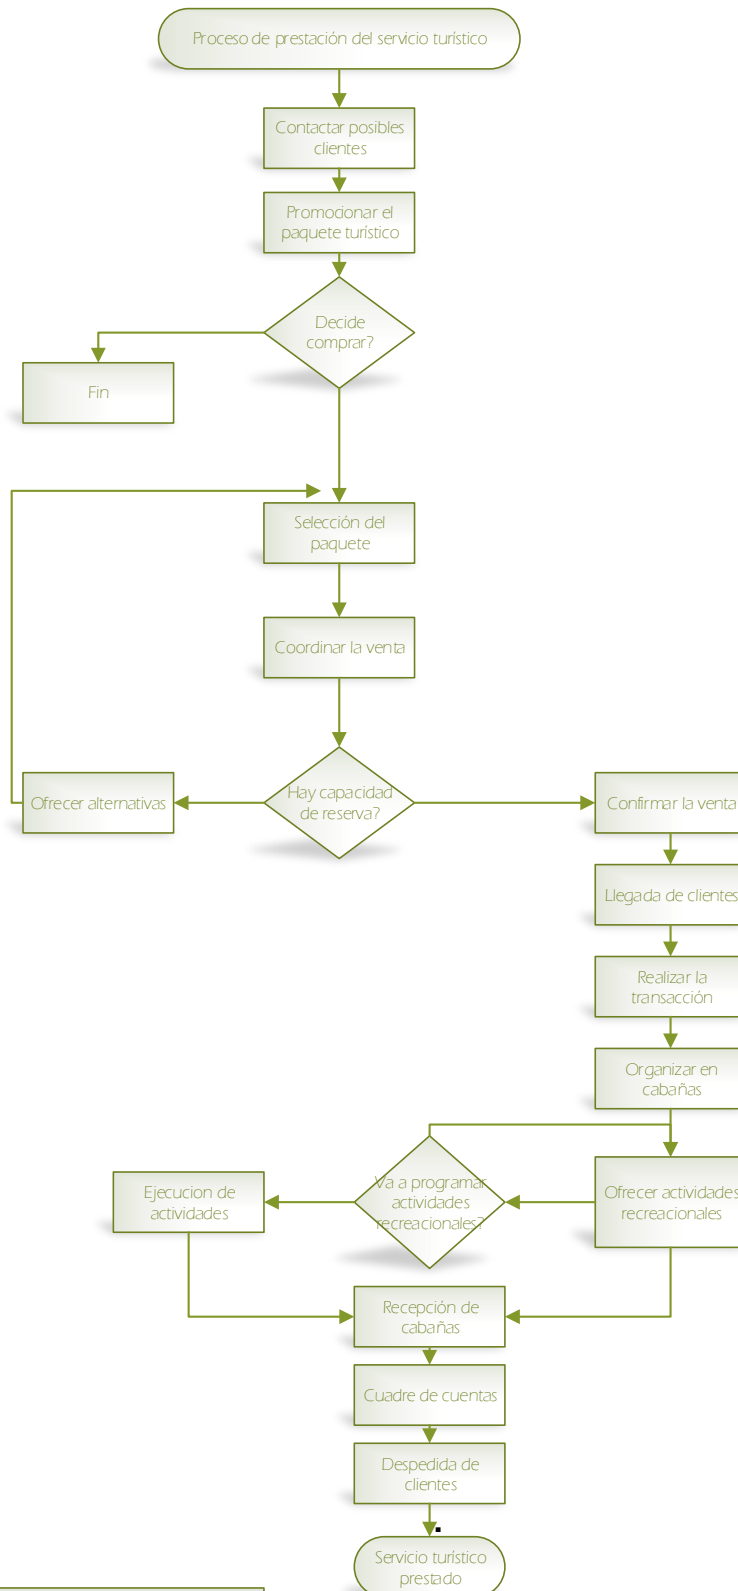 Proceso de prestación del servicio turístico
Contactar posibles
clientes
Promocionar el
paquete turístico
Decide
comprar?
Fin
Selección del
paquete
Coordinar la venta
Ofrecer alternativas
Hay capacidad
de reserva?
Confirmar la venta
Llegada de clientes
Realizar la
transacción
Organizar en
cabañas
Ejecucion de
actividades
Va a programar
actividades
recreacionales?
Ofrecer actividades
recreacionales
Recepción de
cabañas
Cuadre de cuentas
Despedida de
clientes
Servicio turístico
prestado